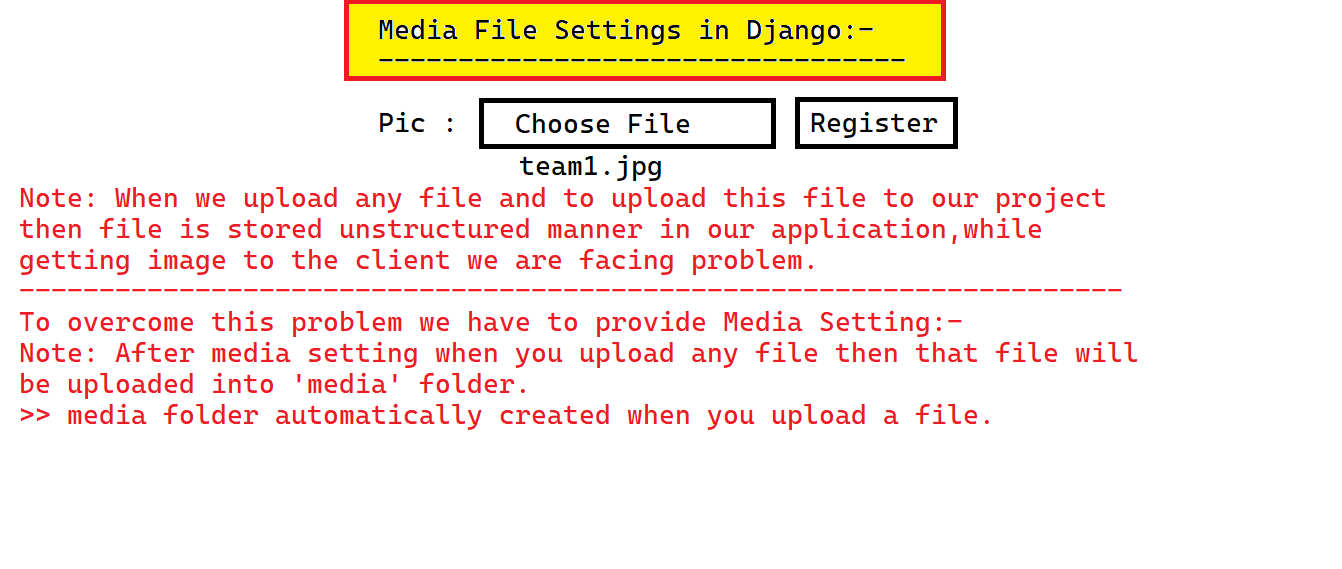 Media File Settings in Django:-
---------------------------------
Pic : Choose File Register
team1.jpg
Note: When we upload any file and to upload this file to our project
then file is stored unstructured manner in our application,while
getting image to the client we are facing problem.
---------------------------------------------------------------------
To overcome this problem we have to provide Media Setting:-
Note: After media setting when you upload any file then that file will
be uploaded into 'media' folder.
>> media folder automatically created when you upload a file.